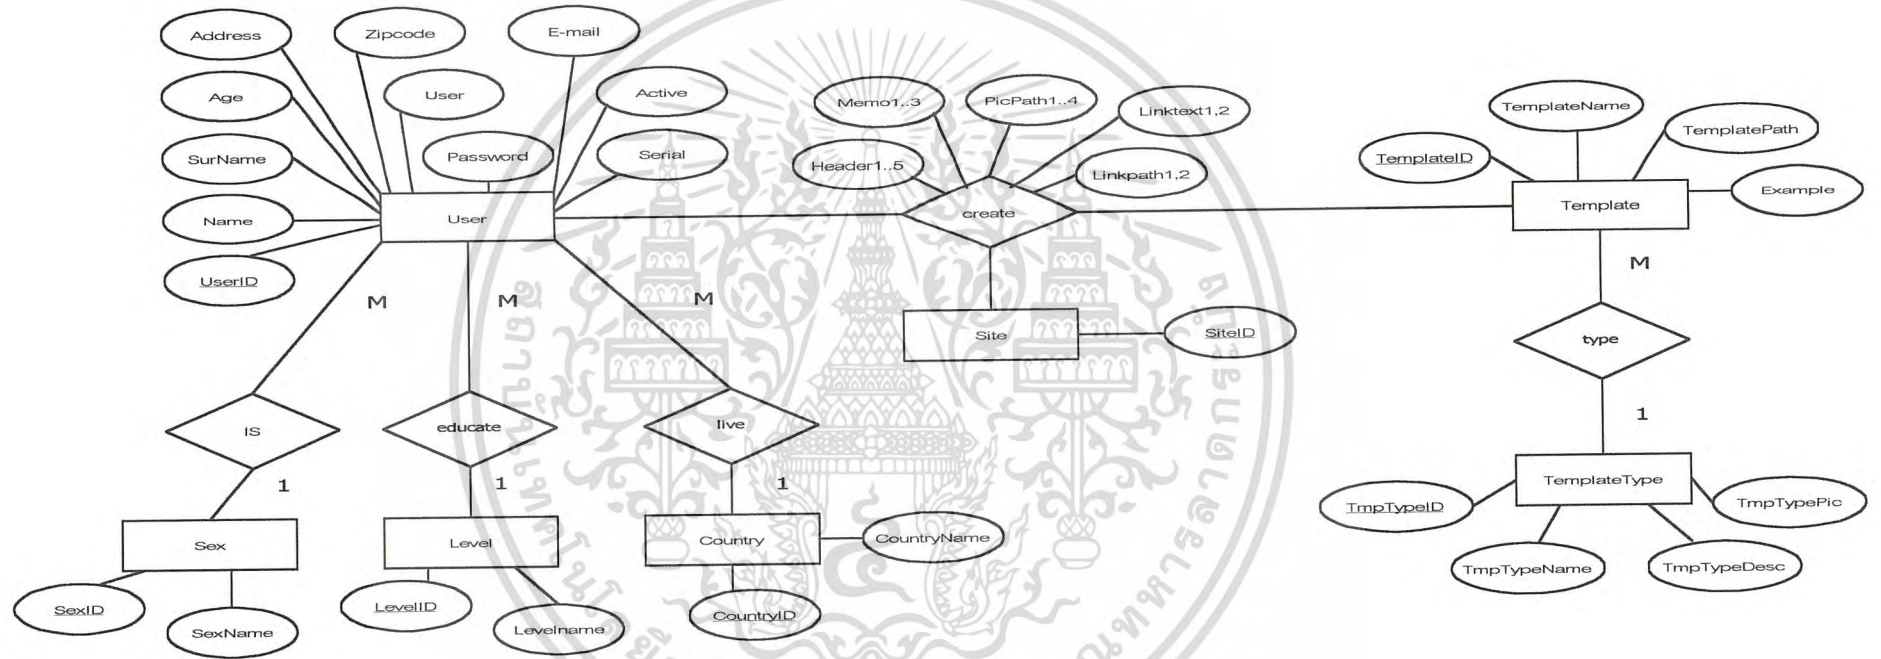 Address
Zipcode
E-mail
Age
User
Active
SurName
Password
Serial
Name
User
UserID
Memo1..3
PicPath1..4
Linktext1,2
Header1..5
Linkpath1,2
create
Site
SiteID
TemplateName
TemplateID
TemplatePath
Template
Example
M
M
M
M
IS
educate
live
type
1
1
1
1
Sex
Level
Country
CountryName
TemplateType
SexID
SexName
LevelID
Levelname
CountryID
TmpTypeID
TmpTypePic
TmpTypeName
TmpTypeDesc